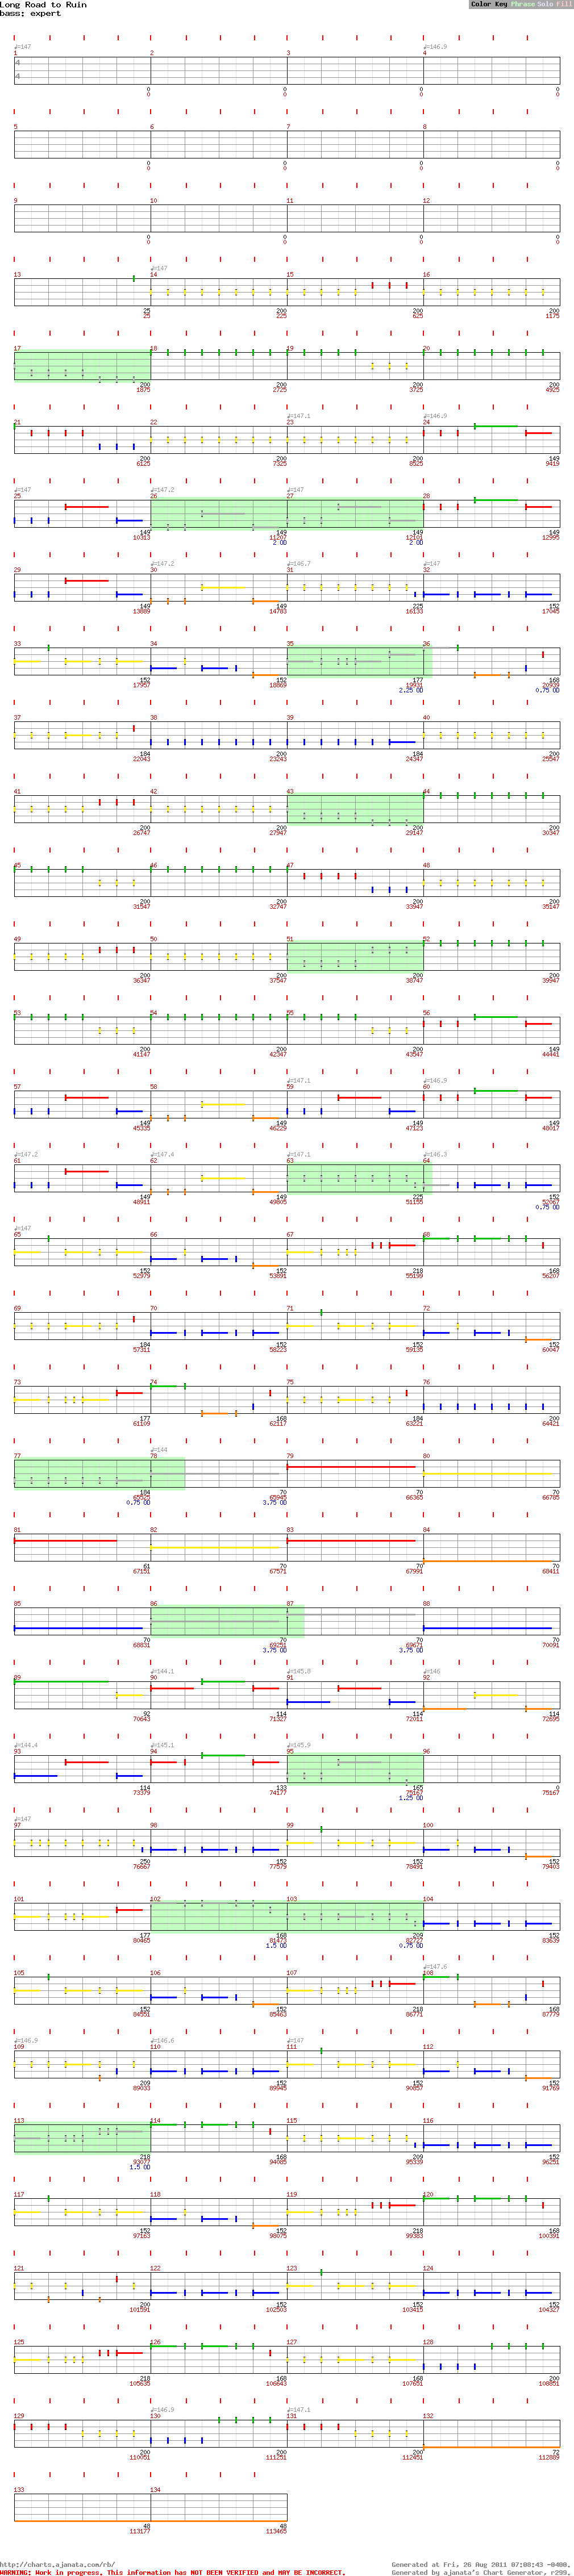 Long Road to Ruin
bass: expert
Color Key Phrase Solo Fill
♩=147 ♩=146.9
1 2 3 4
4
4
0 0 0 0
0 0 0 0
5 6 7 8
0 0 0 0
0 0 0 0
9 10 11 12
0 0 0 0
0 0 0 0
♩=147
13 14 15 16
25 200 200 200
25 225 625 1175
17 18 19 20
200 200 200 200
1875 2725 3725 4925
♩=147.1 ♩=146.9
21 22 23 24
200 200 200 149
6125 7325 8525 9419
♩=147 ♩=147.2 ♩=147
25 26 27 28
149 149 149 149
10313 11207 12101 12995
2 OD 2 OD
♩=147.2 ♩=146.7 ♩=147
29 30 31 32
149 149 225 152
13889 14783 16133 17045
33 34 35 36
152 152 177 168
17957 18869 19931 20939
2.25 OD 0.75 OD
37 38 39 40
184 200 184 200
22043 23243 24347 25547
41 42 43 44
200 200 200 200
26747 27947 29147 30347
45 46 47 48
200 200 200 200
31547 32747 33947 35147
49 50 51 52
200 200 200 200
36347 37547 38747 39947
53 54 55 56
200 200 200 149
41147 42347 43547 44441
♩=147.1 ♩=146.9
57 58 59 60
149 149 149 149
45335 46229 47123 48017
♩=147.2 ♩=147.4 ♩=147.1 ♩=146.3
61 62 63 64
149 149 225 152
48911 49805 51155 52067
0.75 OD
♩=147
65 66 67 68
152 152 218 168
52979 53891 55199 56207
69 70 71 72
184 152 152 152
57311 58223 59135 60047
73 74 75 76
177 168 184 200
61109 62117 63221 64421
♩=144
77 78 79 80
184 70 70 70
65525 65945 66365 66785
0.75 OD 3.75 OD
81 82 83 84
61 70 70 70
67151 67571 67991 68411
85 86 87 88
70 70 70 70
68831 69251 69671 70091
3.75 OD 3.75 OD
♩=144.1 ♩=145.8 ♩=146
89 90 91 92
92 114 114 114
70643 71327 72011 72695
♩=144.4 ♩=145.1 ♩=145.9
93 94 95 96
114 133 165 0
73379 74177 75167 75167
1.25 OD
♩=147
97 98 99 100
250 152 152 152
76667 77579 78491 79403
101 102 103 104
177 168 209 152
80465 81473 82727 83639
1.5 OD 0.75 OD
♩=147.6
105 106 107 108
152 152 218 168
84551 85463 86771 87779
♩=146.9 ♩=146.6 ♩=147
109 110 111 112
209 152 152 152
89033 89945 90857 91769
113 114 115 116
218 168 209 152
93077 94085 95339 96251
1.5 OD
117 118 119 120
152 152 218 168
97163 98075 99383 100391
121 122 123 124
200 152 152 152
101591 102503 103415 104327
125 126 127 128
218 168 168 200
105635 106643 107651 108851
♩=146.9 ♩=147.1
129 130 131 132
200 200 200 72
110051 111251 112451 112889
133 134
48 48
113177 113465
http://charts.ajanata.com/rb/ Generated at Fri, 26 Aug 2011 07:08:43 -0400,
WARNING: Work in progress. This information has NOT BEEN VERIFIED and MAY BE INCORRECT. Generated by ajanata's Chart Generator, r299.